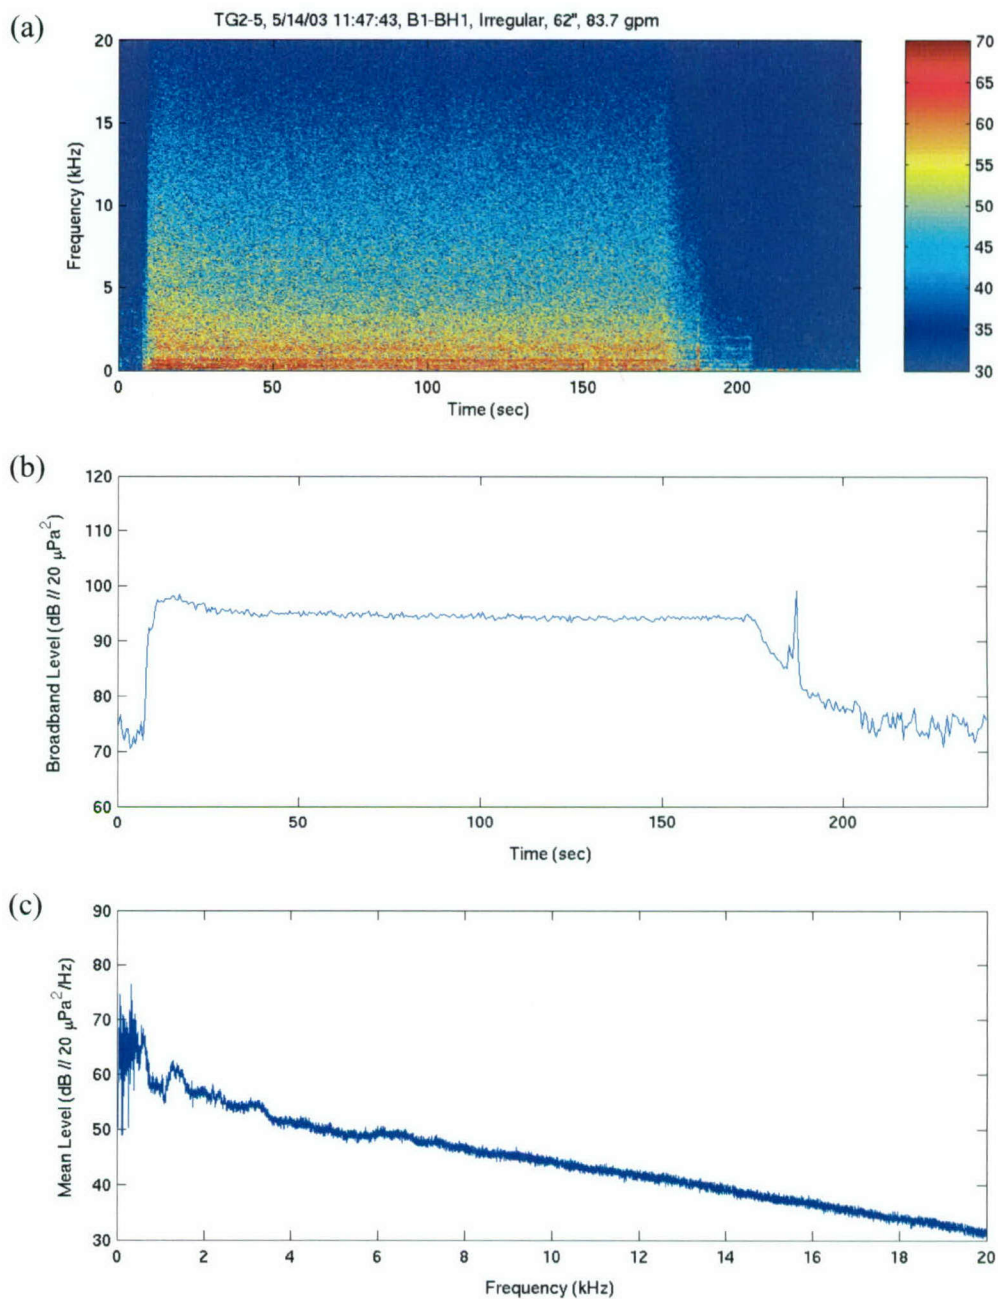 (a)
TG2-5, 5/14/03 11:47:43, B1-BH1, Irregular, 62", 83.7 gpm
20
15
10
5
0
Frequency (kHz)
0 50 100 150 200
Time (sec)
70
65
60
55
50
45
40
35
30
(b)
120
110
100
90
80
70
60
Broadband Level (dB // 20 μPa²)
0 50 100 150 200
Time (sec)
(c)
90
80
70
60
50
40
30
Mean Level (dB // 20 μPa²/Hz)
0 2 4 6 8 10 12 14 16 18 20
Frequency (kHz)